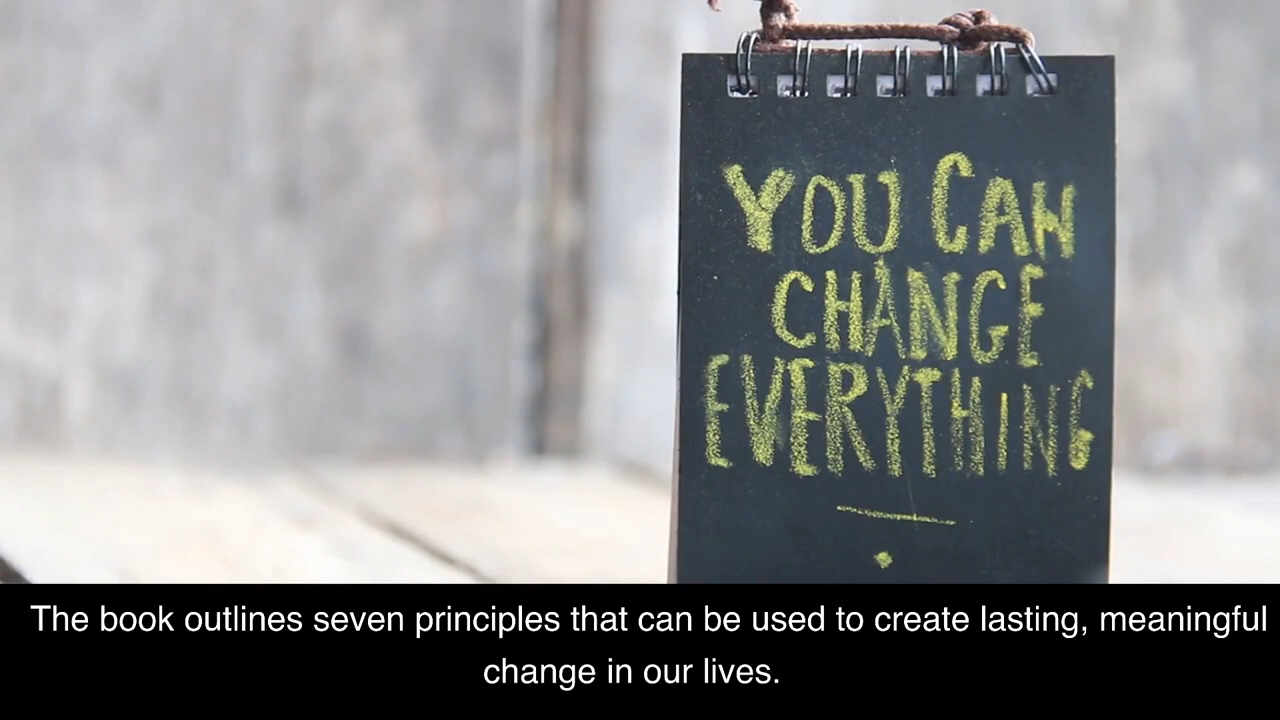 YOU CAN
CHANGE
EVERYTHING
The book outlines seven principles that can be used to create lasting, meaningful
change in our lives.